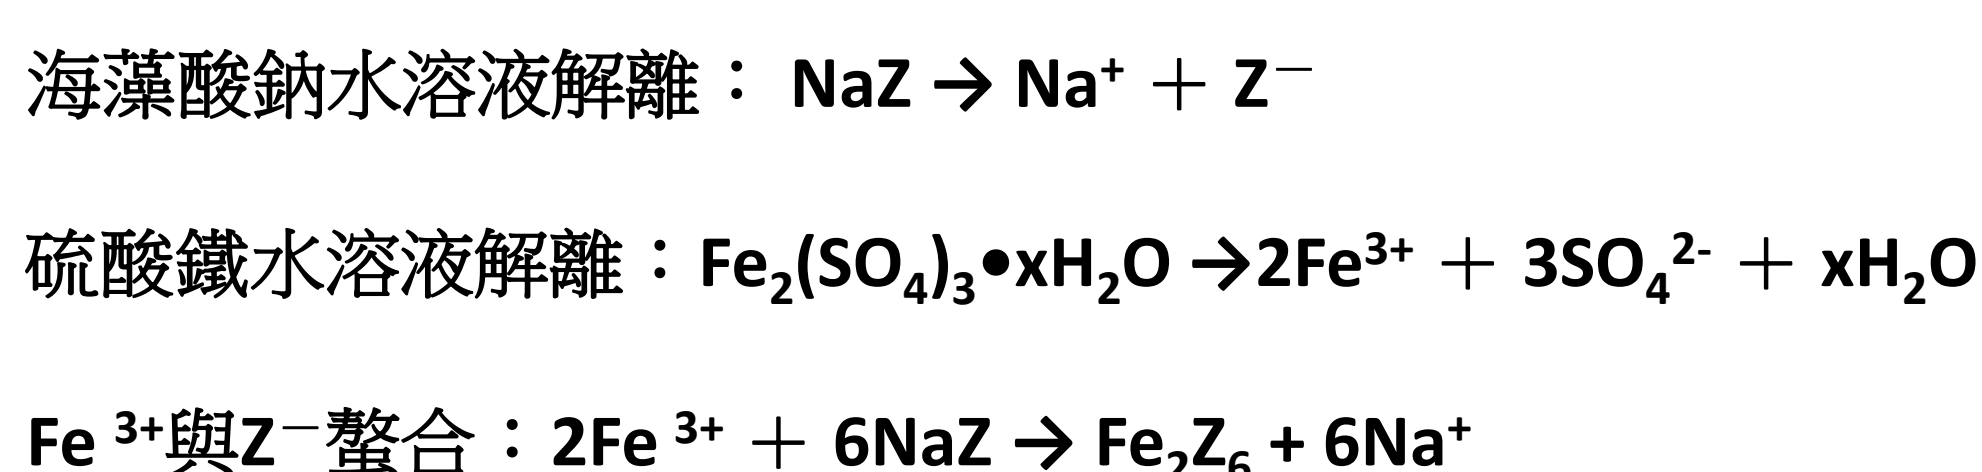 海藻酸鈉水溶液解離：NaZ → Na⁺ ＋ Z⁻
硫酸鐵水溶液解離：Fe₂(SO₄)₃•xH₂O →2Fe³⁺ ＋ 3SO₄²⁻ ＋ xH₂O
Fe ³⁺與Z⁻螯合：2Fe ³⁺ ＋ 6NaZ → Fe₂Z₆ + 6Na⁺